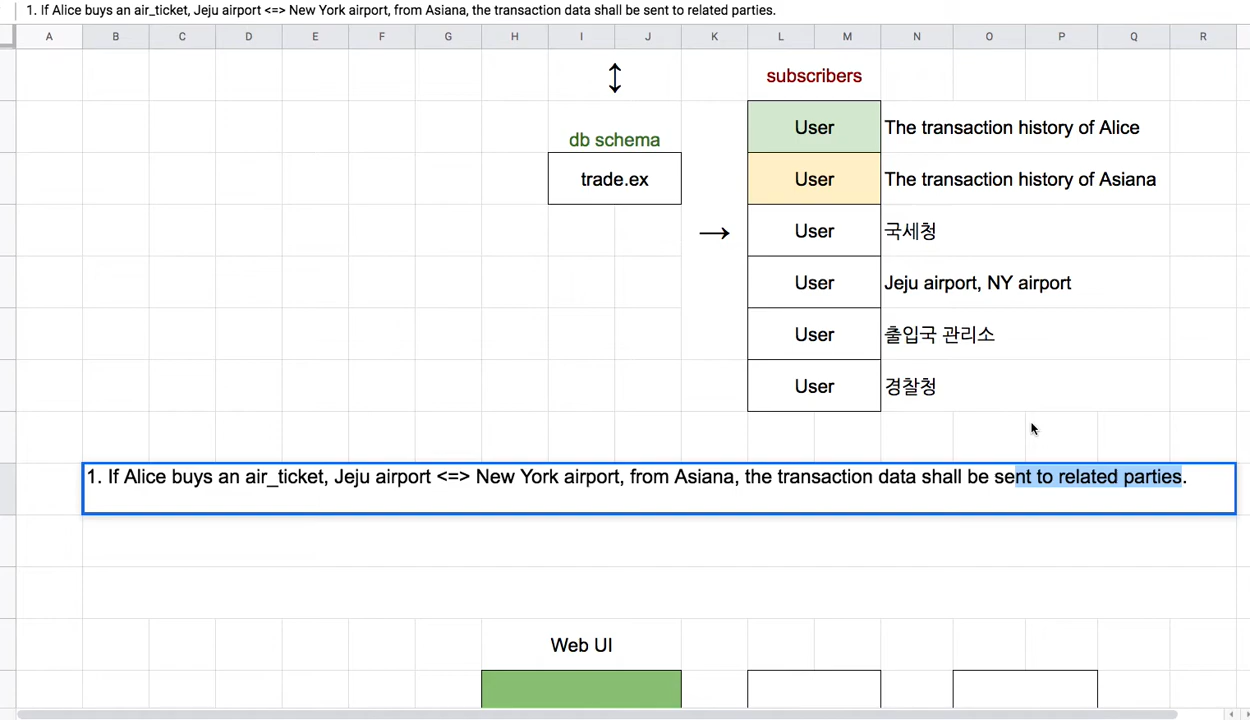 1. If Alice buys an air_ticket, Jeju airport <=> New York airport, from Asiana, the transaction data shall be sent to related parties.
A B C D E F G H I J K L M N O P Q R
↕ subscribers
User The transaction history of Alice
db schema
trade.ex User The transaction history of Asiana
→ User 국세청
User Jeju airport, NY airport
User 출입국 관리소
User 경찰청
1. If Alice buys an air_ticket, Jeju airport <=> New York airport, from Asiana, the transaction data shall be sent to related parties.
Web UI